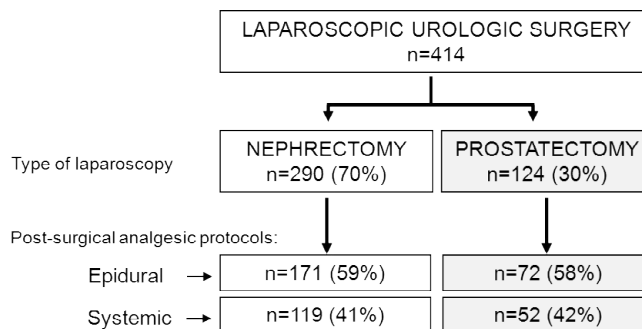 LAPAROSCOPIC UROLOGIC SURGERY
n=414
Type of laparoscopy
NEPHRECTOMY
n=290 (70%)
PROSTATECTOMY
n=124 (30%)
Post-surgical analgesic protocols:
Epidural
n=171 (59%)
n=72 (58%)
Systemic
n=119 (41%)
n=52 (42%)